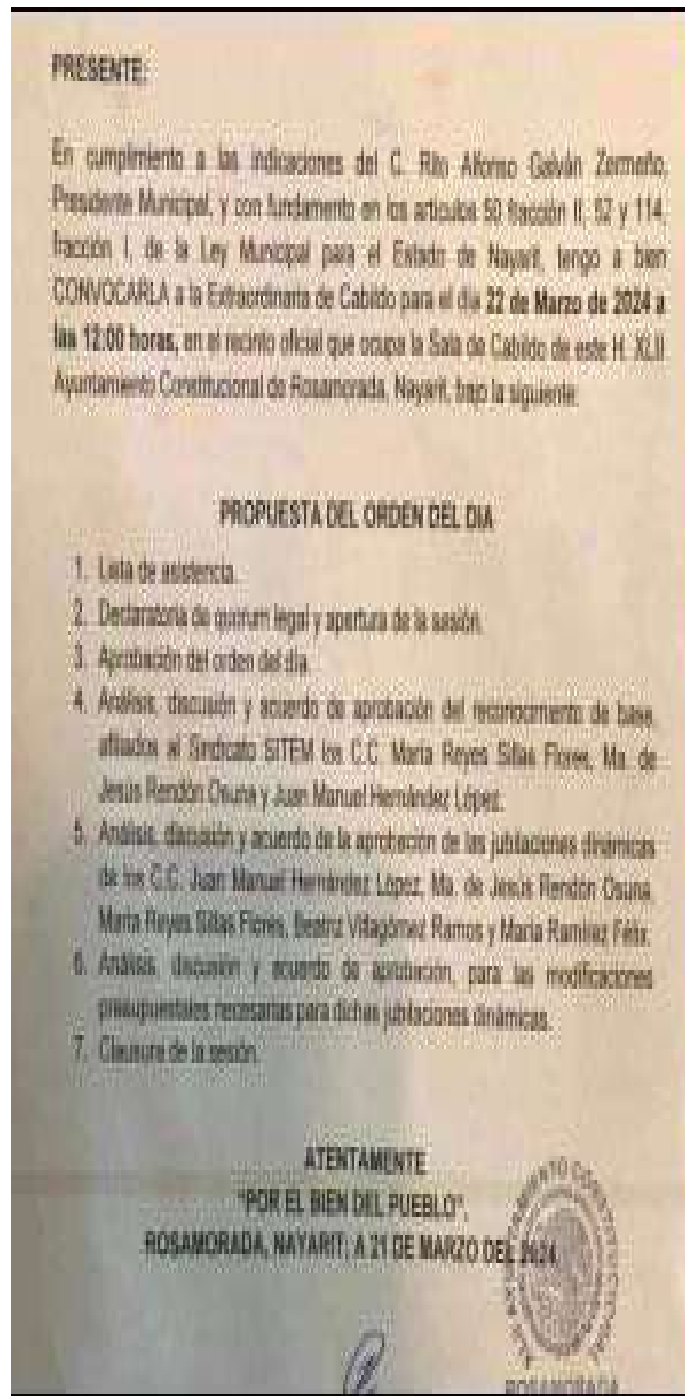 PRESENTE:
En cumplimiento a las indicaciones del C. Rito Alfonso Galván Zermeño,
Presidente Municipal, y con fundamento en los artículos 50 fracción II, 52 y 114,
fracción I, de la Ley Municipal para el Estado de Nayarit, tengo a bien
CONVOCARLA a la Extraordinaria de Cabildo para el día 22 de Marzo de 2024 a
las 12:00 horas, en el recinto oficial que ocupa la Sala de Cabildo de este H. XLII
Ayuntamiento Constitucional de Rosamorada, Nayarit, bajo la siguiente:
PROPUESTA DEL ORDEN DEL DIA
1. Lista de asistencia.
2. Declaratoria de quórum legal y apertura de la sesión.
3. Aprobación del orden del día.
4. Análisis, discusión y acuerdo de aprobación del reconocimiento de base,
afiliados al Sindicato SITEM los C.C. María Reyes Sillas Flores, Ma. de
Jesús Rendón Osuna y Juan Manuel Hernández López.
5. Análisis, discusión y acuerdo de la aprobación de las jubilaciones dinámicas
de los C.C. Juan Manuel Hernández López, Ma. de Jesús Rendón Osuna,
María Reyes Sillas Flores, Beatriz Villagómez Ramos y María Ramírez Félix.
6. Análisis, discusión y acuerdo de aprobación, para las modificaciones
presupuestales necesarias para dichas jubilaciones dinámicas.
7. Clausura de la sesión.
ATENTAMENTE
"POR EL BIEN DEL PUEBLO",
ROSAMORADA, NAYARIT; A 21 DE MARZO DEL 2024
ROSAMORADA